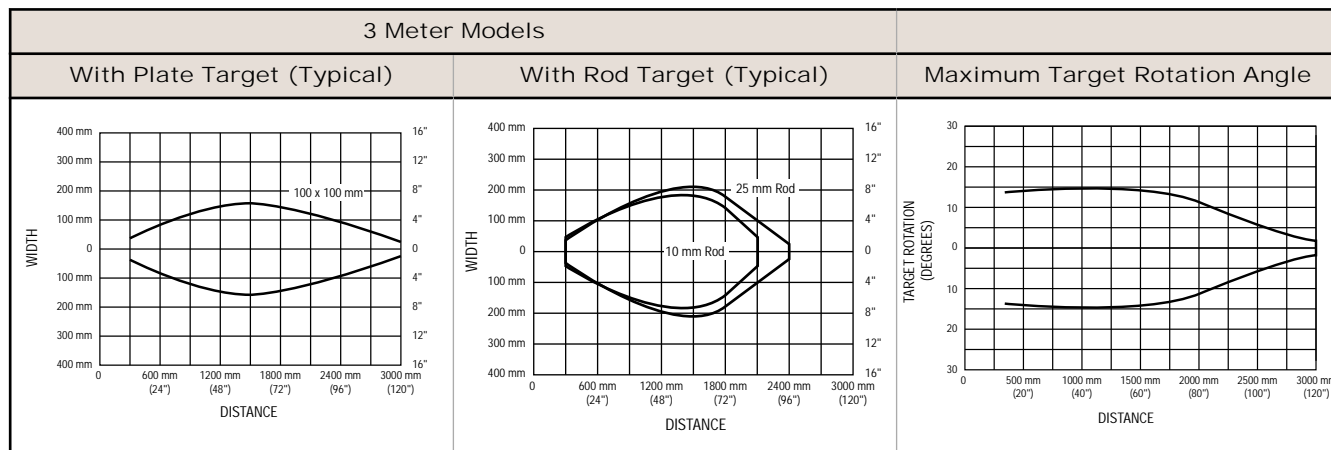 3 Meter Models
With Plate Target (Typical)
With Rod Target (Typical)
Maximum Target Rotation Angle
400 mm
300 mm
200 mm
100 mm
0
100 mm
200 mm
300 mm
400 mm
WIDTH
100 x 100 mm
16"
12"
8"
4"
0
4"
8"
12"
16"
0
600 mm
(24")
1200 mm
(48")
1800 mm
(72")
2400 mm
(96")
3000 mm
(120")
DISTANCE
400 mm
300 mm
200 mm
100 mm
0
100 mm
200 mm
300 mm
400 mm
WIDTH
25 mm Rod
10 mm Rod
16"
12"
8"
4"
0
4"
8"
12"
16"
0
600 mm
(24")
1200 mm
(48")
1800 mm
(72")
2400 mm
(96")
3000 mm
(120")
DISTANCE
30
20
10
0
10
20
30
TARGET ROTATION
(DEGREES)
0
500 mm
(20")
1000 mm
(40")
1500 mm
(60")
2000 mm
(80")
2500 mm
(100")
3000 mm
(120")
DISTANCE